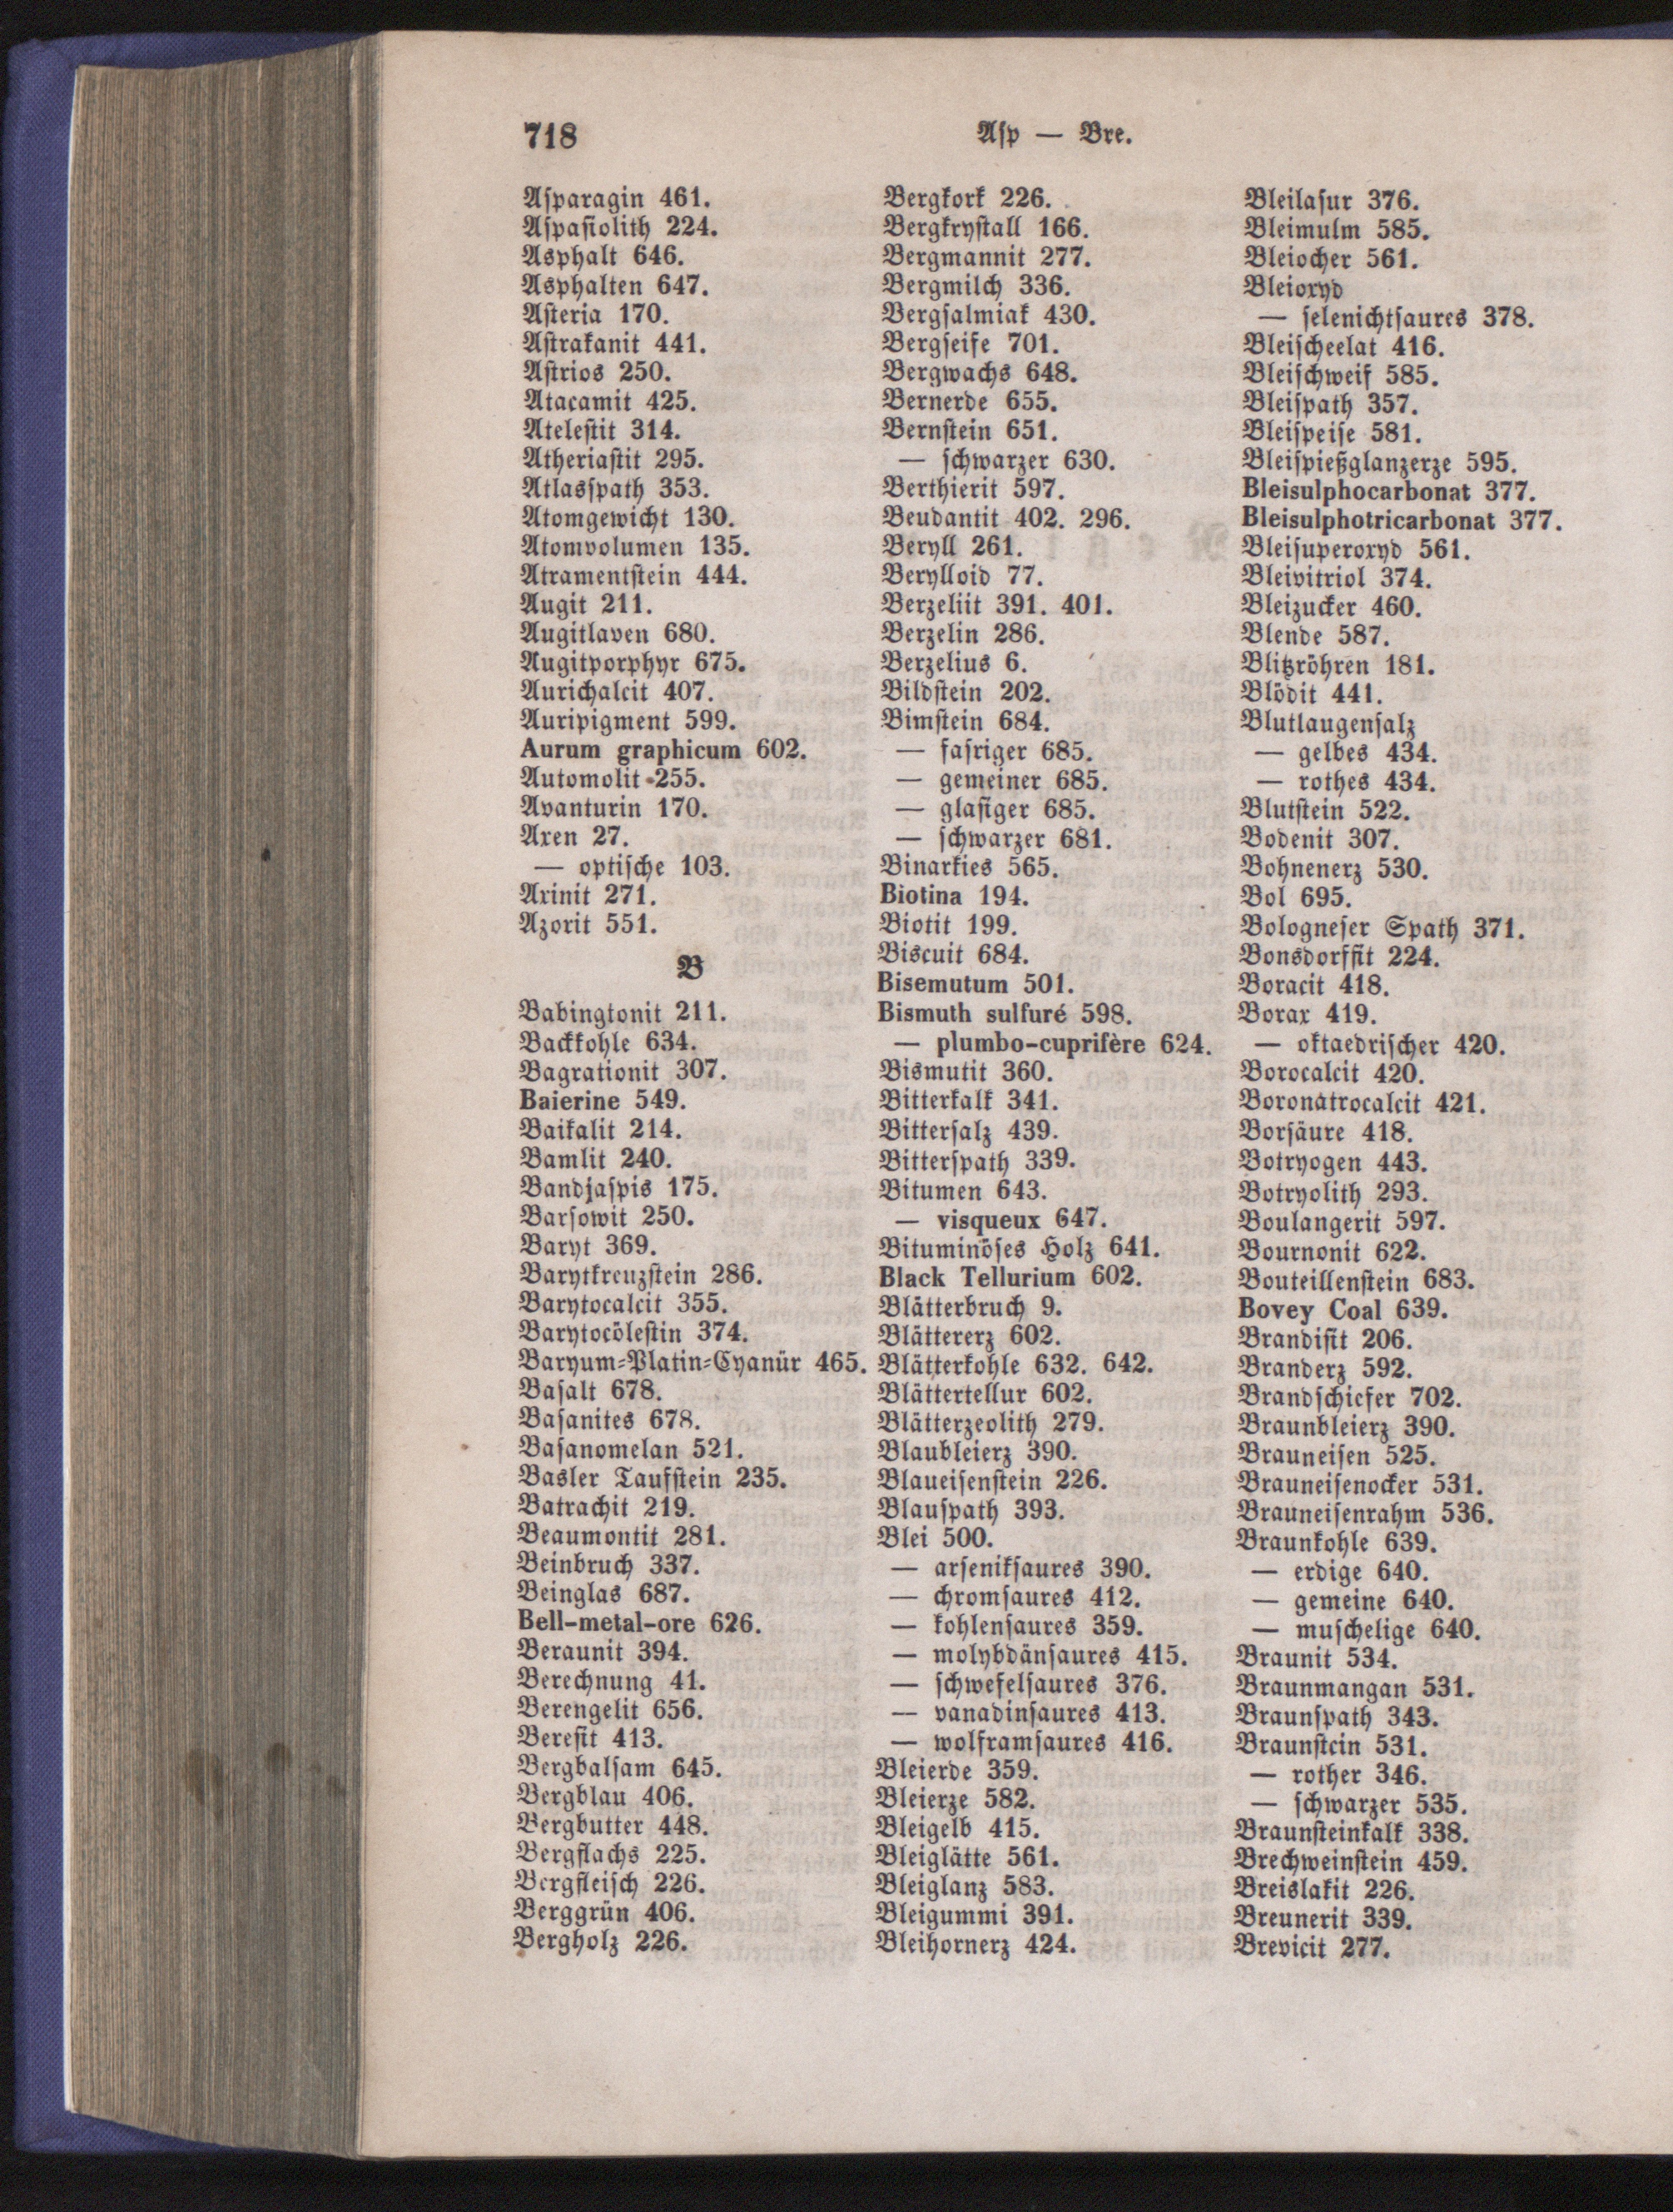 718
Asp — Bre.
Asparagin 461.
Aspasiolith 224.
Asphalt 646.
Asphalten 647.
Asteria 170.
Astrakanit 441.
Astrios 250.
Atacamit 425.
Atelestit 314.
Atheriastit 295.
Atlasspath 353.
Atomgewicht 130.
Atomvolumen 135.
Atramentstein 444.
Augit 211.
Augitlaven 680.
Augitporphyr 675.
Aurichalcit 407.
Auripigment 599.
Aurum graphicum 602.
Automolit 255.
Avanturin 170.
Axen 27.
— optische 103.
Axinit 271.
Azorit 551.
B
Babingtonit 211.
Backkohle 634.
Bagrationit 307.
Baierine 549.
Baikalit 214.
Bamlit 240.
Bandjaspis 175.
Barsowit 250.
Baryt 369.
Barytkreuzstein 286.
Barytocalcit 355.
Barytocölestin 374.
Baryum-Platin-Cyanür 465.
Basalt 678.
Basanites 678.
Basanomelan 521.
Basler Taufstein 235.
Batrachit 219.
Beaumontit 281.
Beinbruch 337.
Beinglas 687.
Bell-metal-ore 626.
Beraunit 394.
Berechnung 41.
Berengelit 656.
Beresit 413.
Bergbalsam 645.
Bergblau 406.
Bergbutter 448.
Bergflachs 225.
Bergfleisch 226.
Berggrün 406.
Bergholz 226.
Bergkork 226.
Bergkrystall 166.
Bergmannit 277.
Bergmilch 336.
Bergsalmiak 430.
Bergseife 701.
Bergwachs 648.
Bernerde 655.
Bernstein 651.
— schwarzer 630.
Berthierit 597.
Beudantit 402. 296.
Beryll 261.
Berylloid 77.
Berzeliit 391. 401.
Berzelin 286.
Berzelius 6.
Bildstein 202.
Bimstein 684.
— fasriger 685.
— gemeiner 685.
— glasiger 685.
— schwarzer 681.
Binarkies 565.
Biotina 194.
Biotit 199.
Biscuit 684.
Bisemutum 501.
Bismuth sulfuré 598.
— plumbo-cuprifère 624.
Bismutit 360.
Bitterkalk 341.
Bittersalz 439.
Bitterspath 339.
Bitumen 643.
— visqueux 647.
Bituminöses Holz 641.
Black Tellurium 602.
Blätterbruch 9.
Blättererz 602.
Blätterkohle 632. 642.
Blättertellur 602.
Blätterzeolith 279.
Blaubleierz 390.
Blaueisenstein 226.
Blauspath 393.
Blei 500.
— arseniksaures 390.
— chromsaures 412.
— kohlensaures 359.
— molybdänsaures 415.
— schwefelsaures 376.
— vanadinsaures 413.
— wolframsaures 416.
Bleierde 359.
Bleierze 582.
Bleigelb 415.
Bleiglätte 561.
Bleiglanz 583.
Bleigummi 391.
Bleihornerz 424.
Bleilasur 376.
Bleimulm 585.
Bleiocher 561.
Bleioxyd
— selenichtsaures 378.
Bleischeelat 416.
Bleischweif 585.
Bleispath 357.
Bleispeise 581.
Bleispießglanzerze 595.
Bleisulphocarbonat 377.
Bleisulphotricarbonat 377.
Bleisuperoxyd 561.
Bleivitriol 374.
Bleizucker 460.
Blende 587.
Blitzröhren 181.
Blödit 441.
Blutlaugensalz
— gelbes 434.
— rothes 434.
Blutstein 522.
Bodenit 307.
Bohnenerz 530.
Bol 695.
Bologneser Spath 371.
Bonsdorffit 224.
Boracit 418.
Borax 419.
— oktaedrischer 420.
Borocalcit 420.
Boronatrocalcit 421.
Borsäure 418.
Botryogen 443.
Botryolith 293.
Boulangerit 597.
Bournonit 622.
Bouteillenstein 683.
Bovey Coal 639.
Brandisit 206.
Branderz 592.
Brandschiefer 702.
Braunbleierz 390.
Brauneisen 525.
Brauneisenocker 531.
Brauneisenrahm 536.
Braunkohle 639.
— erdige 640.
— gemeine 640.
— muschelige 640.
Braunit 534.
Braunmangan 531.
Braunspath 343.
Braunstein 531.
— rother 346.
— schwarzer 535.
Braunsteinkalk 338.
Brechweinstein 459.
Breislakit 226.
Breunerit 339.
Brevicit 277.